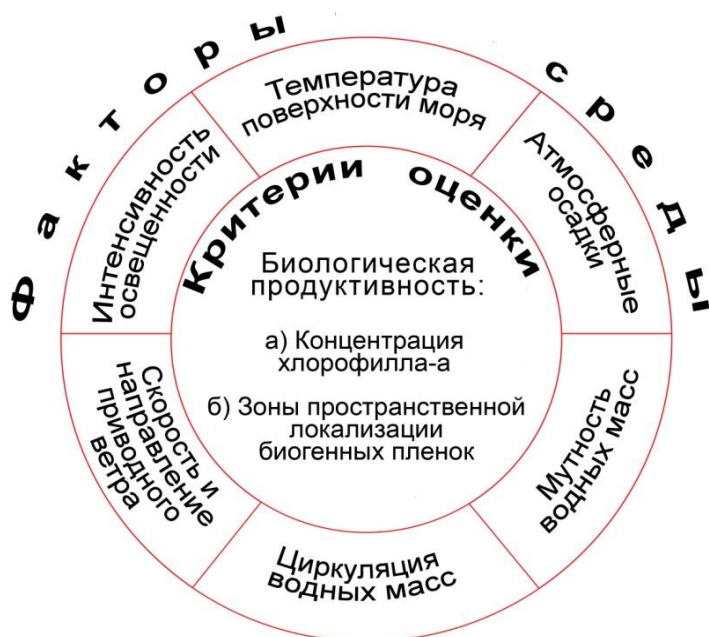 Факторы среды
Температура
поверхности моря
Атмосферные
осадки
Мутность
водных масс
Циркуляция
водных масс
Скорость и
направление
приводного
ветра
Интенсивность
освещенности
Критерии оценки
Биологическая
продуктивность:
а) Концентрация
хлорофилла-а
б) Зоны пространственной
локализации
биогенных пленок